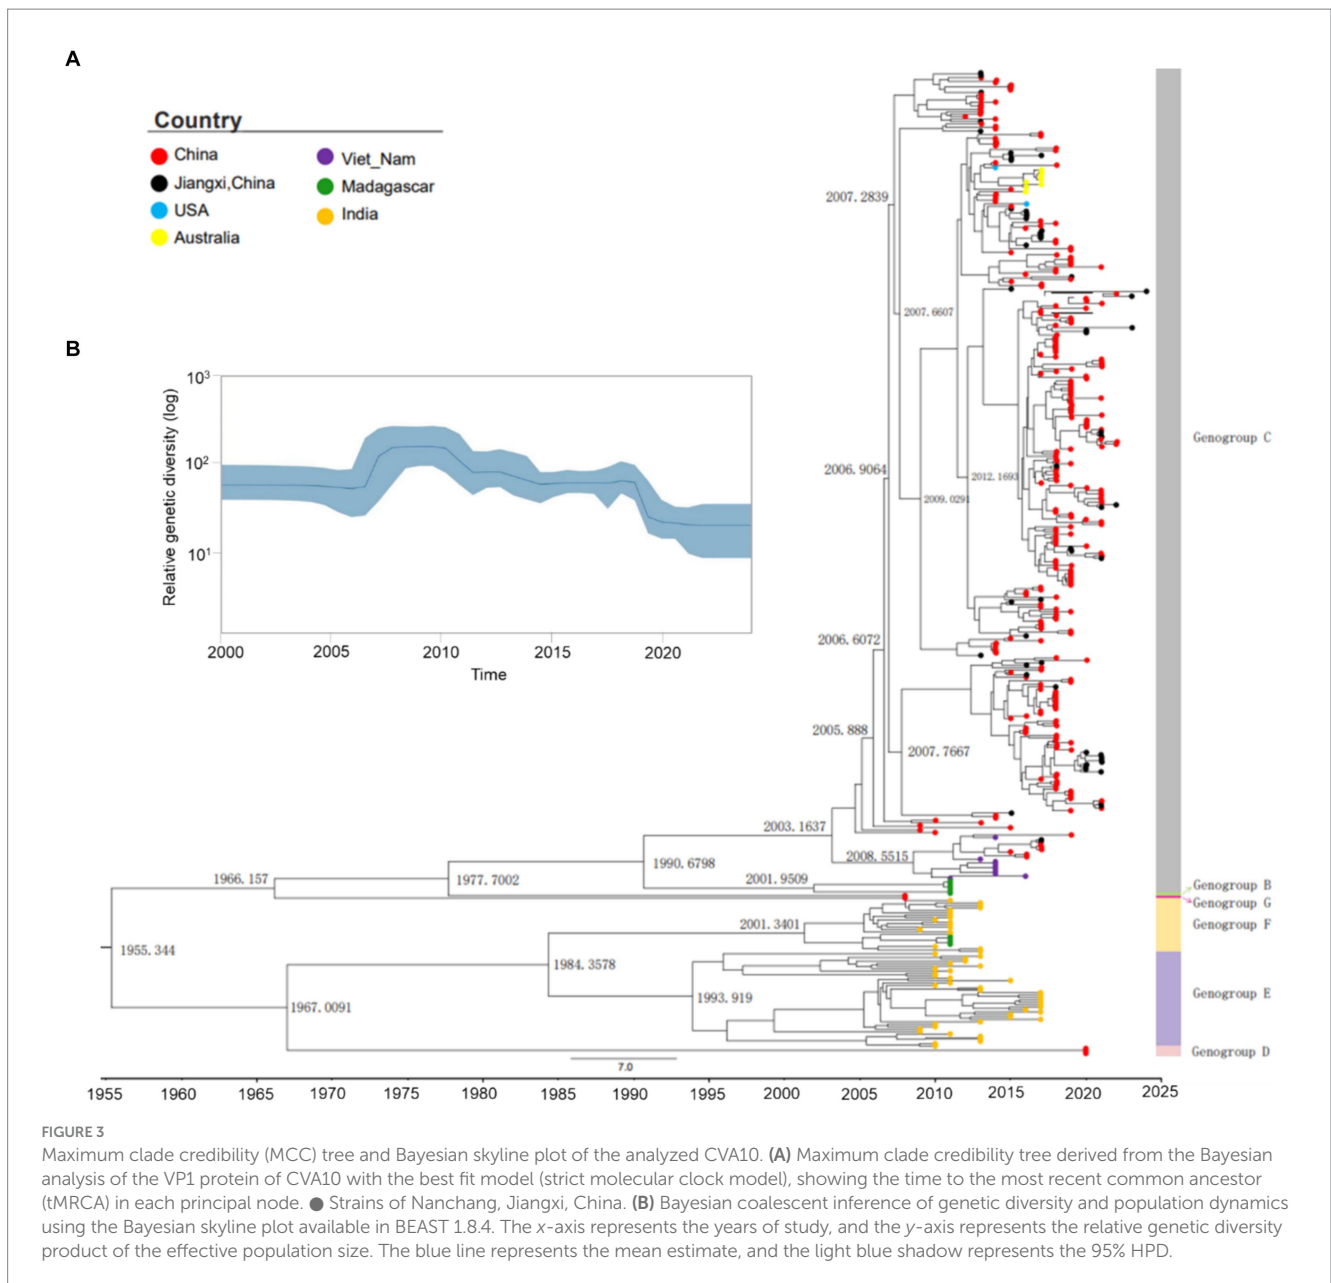 A
Country
China
Jiangxi,China
USA
Australia
Viet_Nam
Madagascar
India
B
Relative genetic diversity (log)
10³
10²
10¹
2000
2005
2010
2015
2020
Time
2007.2839
2007.6607
2006.9064
2012.1693
2009.0291
2006.6072
2005.888
2007.7667
2003.1637
2008.5515
1990.6798
2001.9509
1966.157
1977.7002
2001.3401
1955.344
1984.3578
1993.919
1967.0091
Genogroup C
Genogroup B
Genogroup G
Genogroup F
Genogroup E
Genogroup D
7.0
1955
1960
1965
1970
1975
1980
1985
1990
1995
2000
2005
2010
2015
2020
2025
FIGURE 3
Maximum clade credibility (MCC) tree and Bayesian skyline plot of the analyzed CVA10. (A) Maximum clade credibility tree derived from the Bayesian
analysis of the VP1 protein of CVA10 with the best fit model (strict molecular clock model), showing the time to the most recent common ancestor
(tMRCA) in each principal node. ● Strains of Nanchang, Jiangxi, China. (B) Bayesian coalescent inference of genetic diversity and population dynamics
using the Bayesian skyline plot available in BEAST 1.8.4. The x-axis represents the years of study, and the y-axis represents the relative genetic diversity
product of the effective population size. The blue line represents the mean estimate, and the light blue shadow represents the 95% HPD.